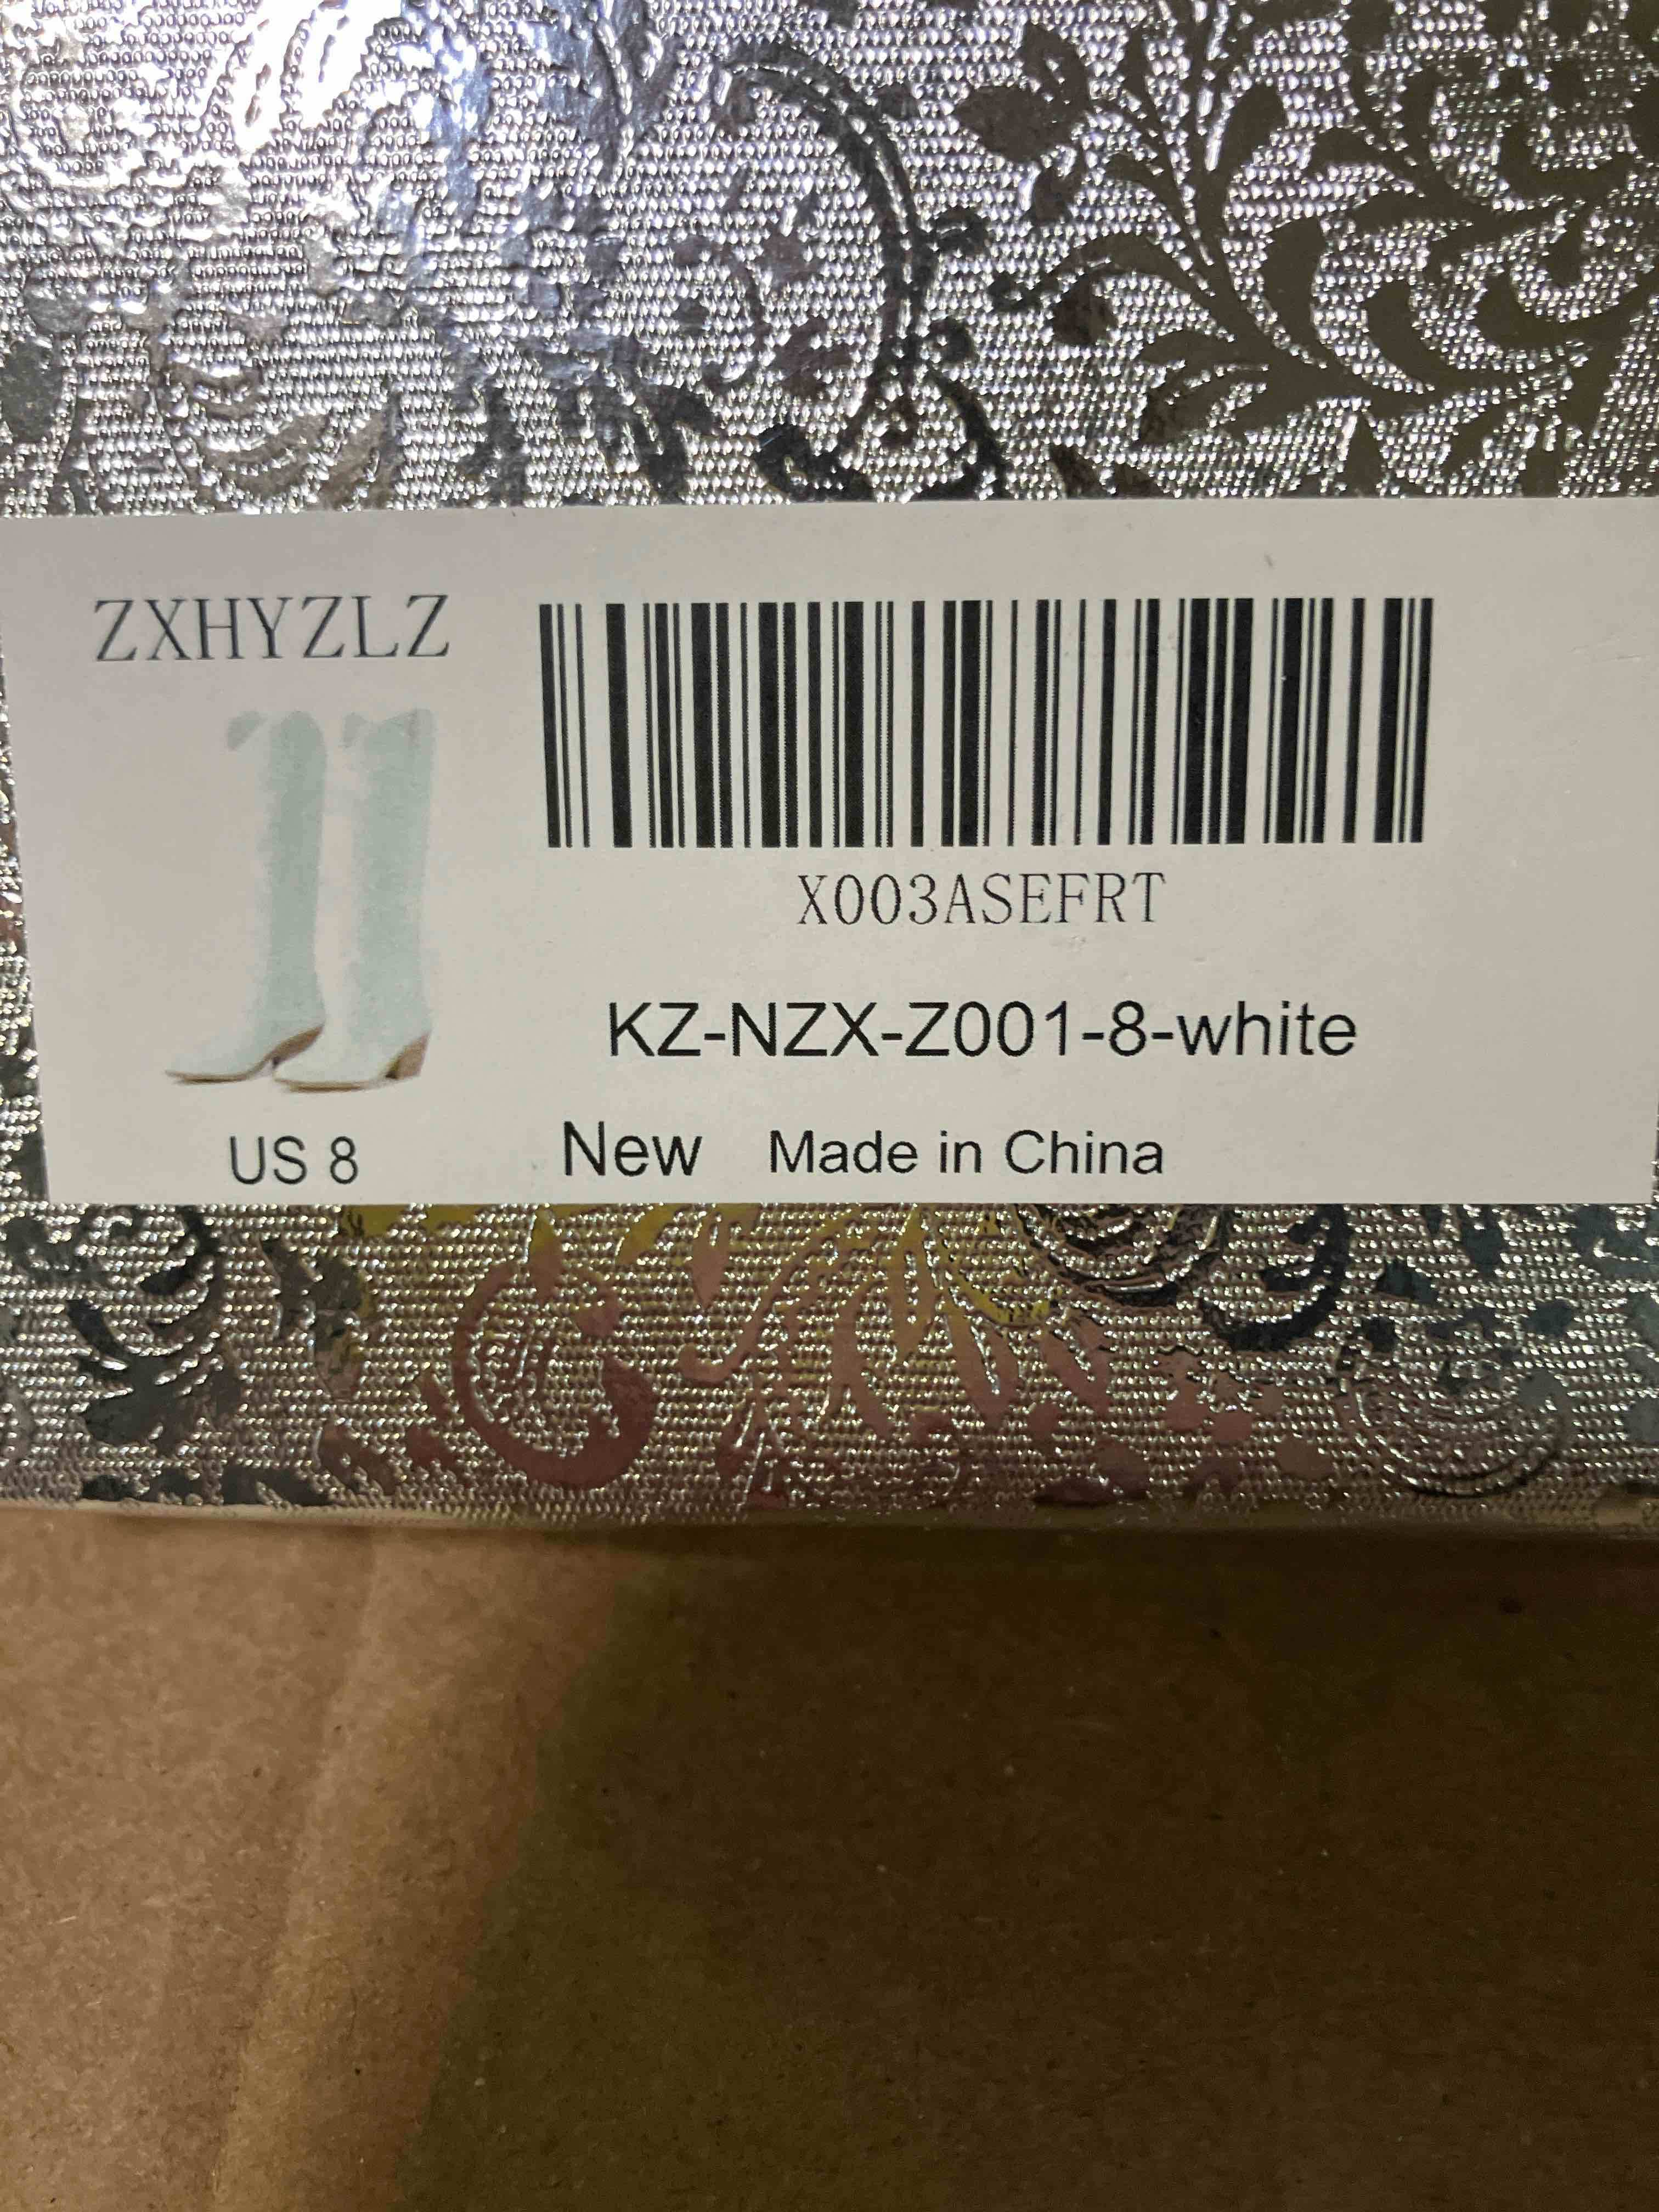 ZXHYZLZ
X003ASEFRT
KZ-NZX-Z001-8-white
US 8
New Made in China